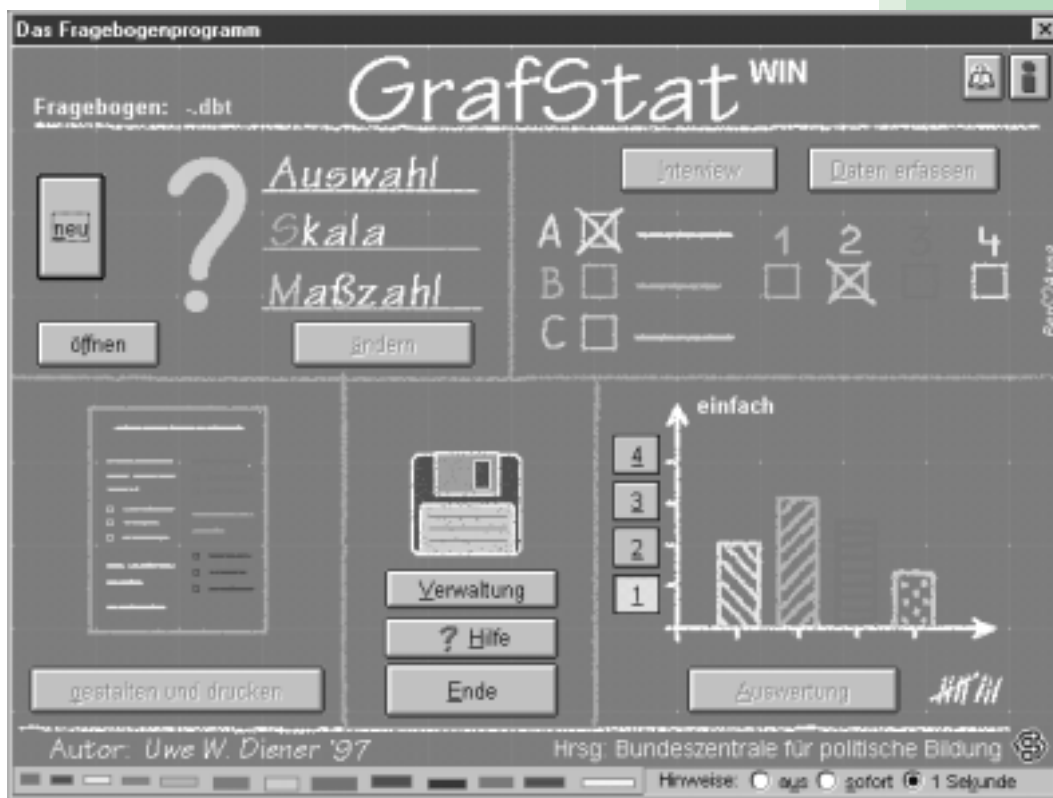 Das Fragebogenprogramm
GrafStat WIN
Fragebogen: -.dbt
neu
öffnen
Auswahl
Skala
Maßzahl
ändern
Interview
Daten erfassen
A
B
C
1 2 3 4
gestalten und drucken
Verwaltung
? Hilfe
Ende
einfach
4
3
2
1
Auswertung
Autor: Uwe W. Diener '97
Hrsg: Bundeszentrale für politische Bildung
Hinweise: aus sofort 1 Sekunde